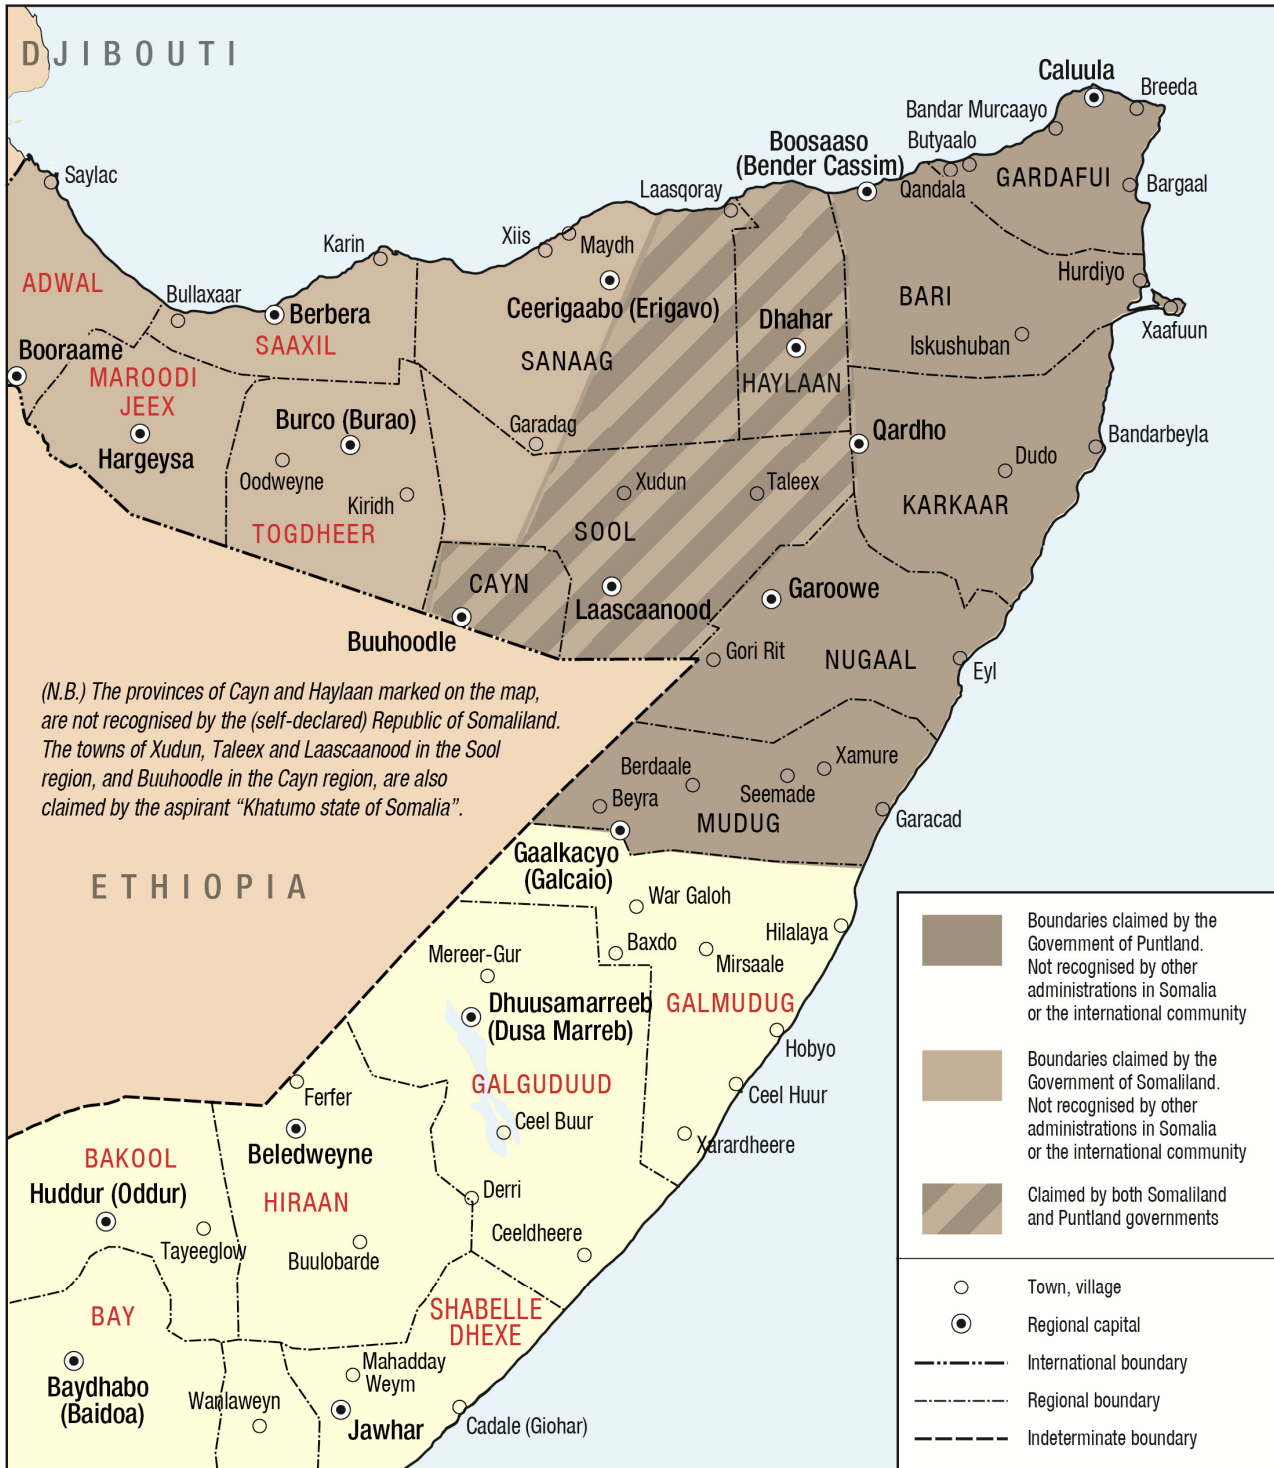 DJIBOUTI
Caluula
Breeda
Bandar Murcaayo
Boosaaso
(Bender Cassim)
Butyaalo
Saylac
Laasqoray
Qandala
GARDAFUI
Bargaal
Karin
Xiis
Maydh
ADWAL
Bullaxaar
Hurdiyo
Berbera
Ceerigaabo (Erigavo)
BARI
Dhahar
Xaafuun
SAAXIL
Booraame
SANAAG
Iskushuban
MAROODI
JEEX
HAYLAAN
Burco (Burao)
Garadag
Qardho
Bandarbeyla
Hargeysa
Oodweyne
Dudo
Kiridh
Xudun
Taleex
KARKAAR
TOGDHEER
SOOL
CAYN
Garoowe
Laascaanood
Buuhoodle
Gori Rit
NUGAAL
Eyl
(N.B.) The provinces of Cayn and Haylaan marked on the map,
are not recognised by the (self-declared) Republic of Somaliland.
The towns of Xudun, Taleex and Laascaanood in the Sool
region, and Buuhoodle in the Cayn region, are also
claimed by the aspirant “Khatumo state of Somalia”.
Xamure
Berdaale
Seemade
Beyra
MUDUG
Garacad
Gaalkacyo
(Galcaio)
ETHIOPIA
War Galoh
Hilalaya
Baxdo
Mereer-Gur
Mirsaale
Dhuusamarreeb
(Dusa Marreb)
GALMUDUG
Hobyo
GALGUDUUD
Ferfer
Ceel Huur
Ceel Buur
Xarardheere
Beledweyne
BAKOOL
Huddur (Oddur)
HIRAAN
Derri
Tayeeglow
Ceeldheere
Buulobarde
BAY
SHABELLE
DHEXE
Mahadday
Weym
Baydhabo
(Baidoa)
Wanlaweyn
Jawhar
Cadale (Giohar)
Boundaries claimed by the
Government of Puntland.
Not recognised by other
administrations in Somalia
or the international community
Boundaries claimed by the
Government of Somaliland.
Not recognised by other
administrations in Somalia
or the international community
Claimed by both Somaliland
and Puntland governments
Town, village
Regional capital
International boundary
Regional boundary
Indeterminate boundary